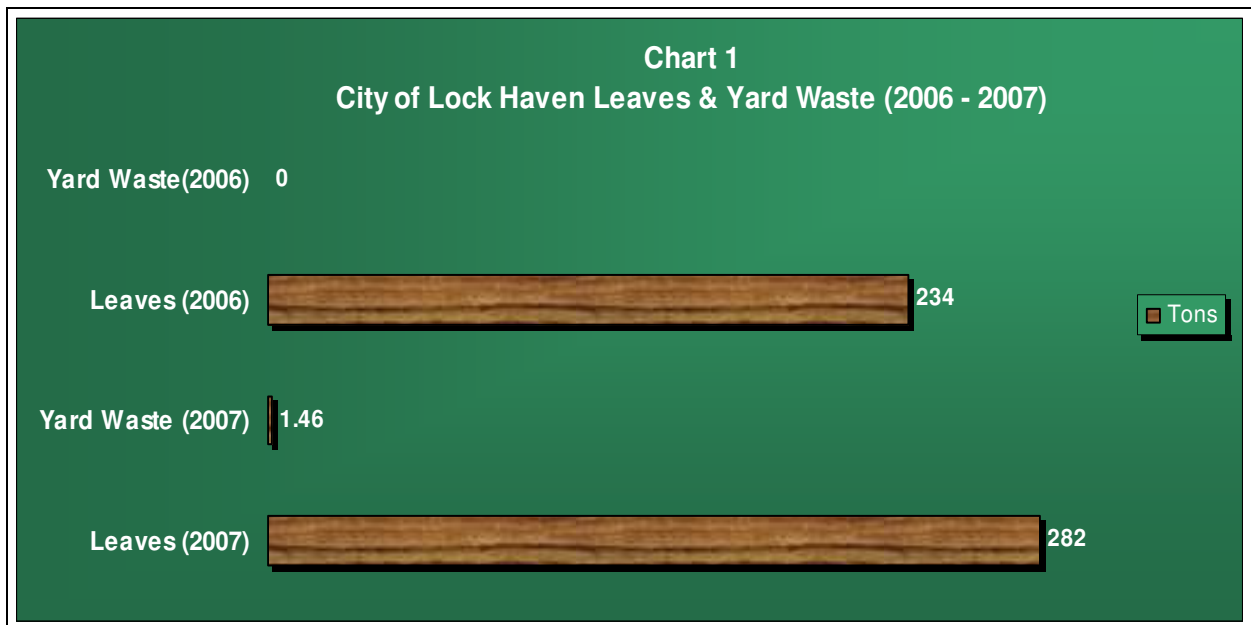 Chart 1
City of Lock Haven Leaves & Yard Waste (2006 - 2007)
Yard Waste(2006) 0
Leaves (2006) 234
Tons
Yard Waste (2007) 1.46
Leaves (2007) 282